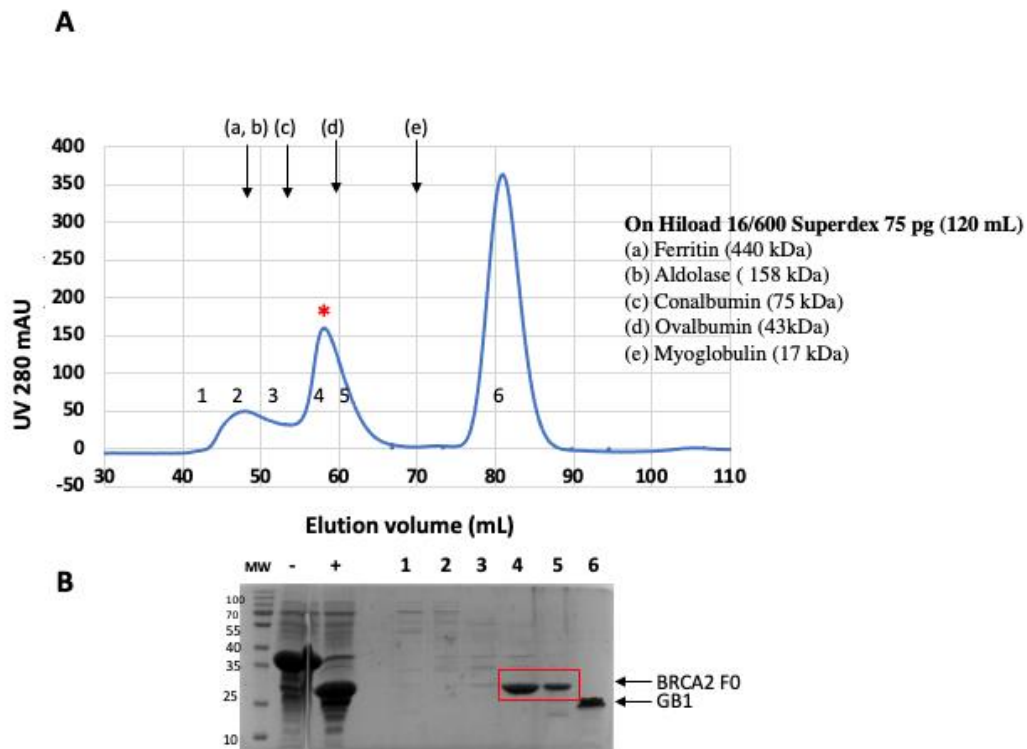 A
(a, b) (c) (d) (e)
400
350
300
250
200
150
100
50
0
-50
UV 280 mAU
*
1 2 3 4 5 6
30 40 50 60 70 80 90 100 110
Elution volume (mL)
On Hiload 16/600 Superdex 75 pg (120 mL)
(a) Ferritin (440 kDa)
(b) Aldolase ( 158 kDa)
(c) Conalbumin (75 kDa)
(d) Ovalbumin (43kDa)
(e) Myoglobulin (17 kDa)
B
MW - + 1 2 3 4 5 6
100
70
55
40
35
25
10
BRCA2 F0
GB1